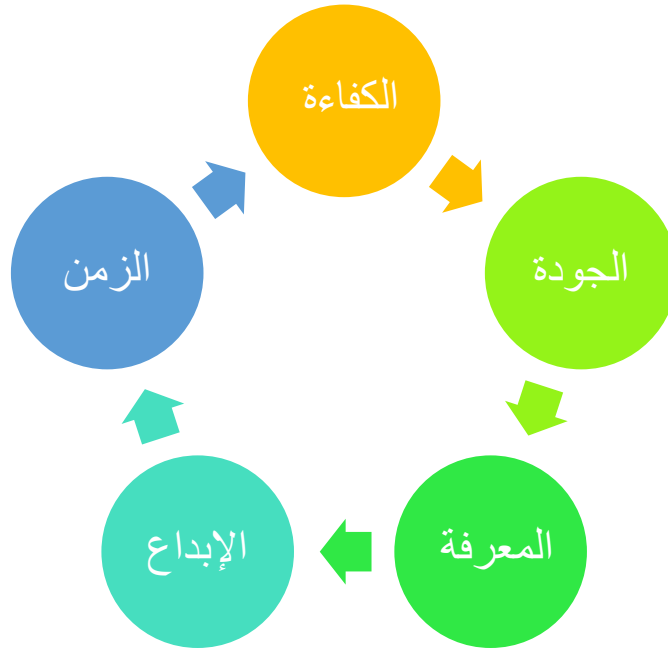 الكفاءة
الجودة
المعرفة
الإبداع
الزمن